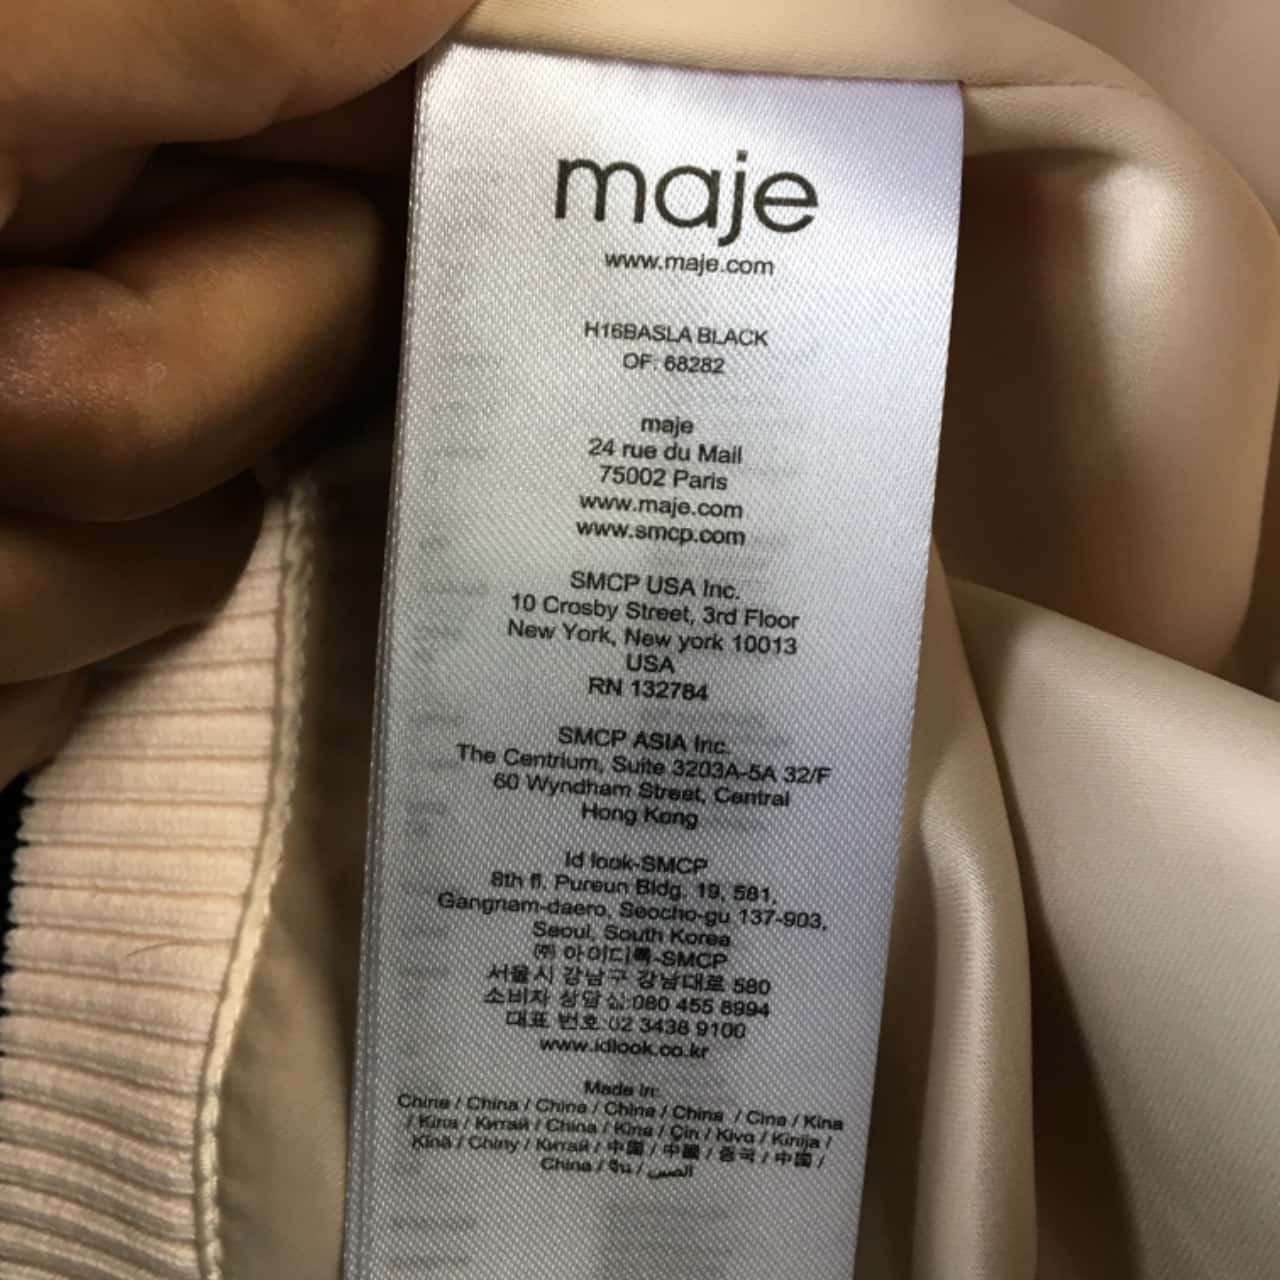 maje
www.maje.com
H16BASLA BLACK
OF: 68282
maje
24 rue du Mail
75002 Paris
www.maje.com
www.smcp.com
SMCP USA Inc.
10 Crosby Street, 3rd Floor
New York, New york 10013
USA
RN 132784
SMCP ASIA Inc.
The Centrium, Suite 3203A-5A 32/F
60 Wyndham Street, Central
Hong Kong
Id look-SMCP
8th fl. Pureun Bldg. 19, 581,
Gangnam-daero, Seocho-gu 137-903,
Seoul, South Korea
㈜ 아이디룩-SMCP
서울시 강남구 강남대로 580
소비자 상담실:080 455 8994
대표 번호 02 3438 9100
www.idlook.co.kr
Made in:
China / China / China / China / China / Cina / Kina
/ Kina / Китай / China / Kina / Çin / Kiva / Kinija /
Kína / Chiny / Китай / 中国 / 中國 / 중국 / 中国 /
China / จีน / الصين